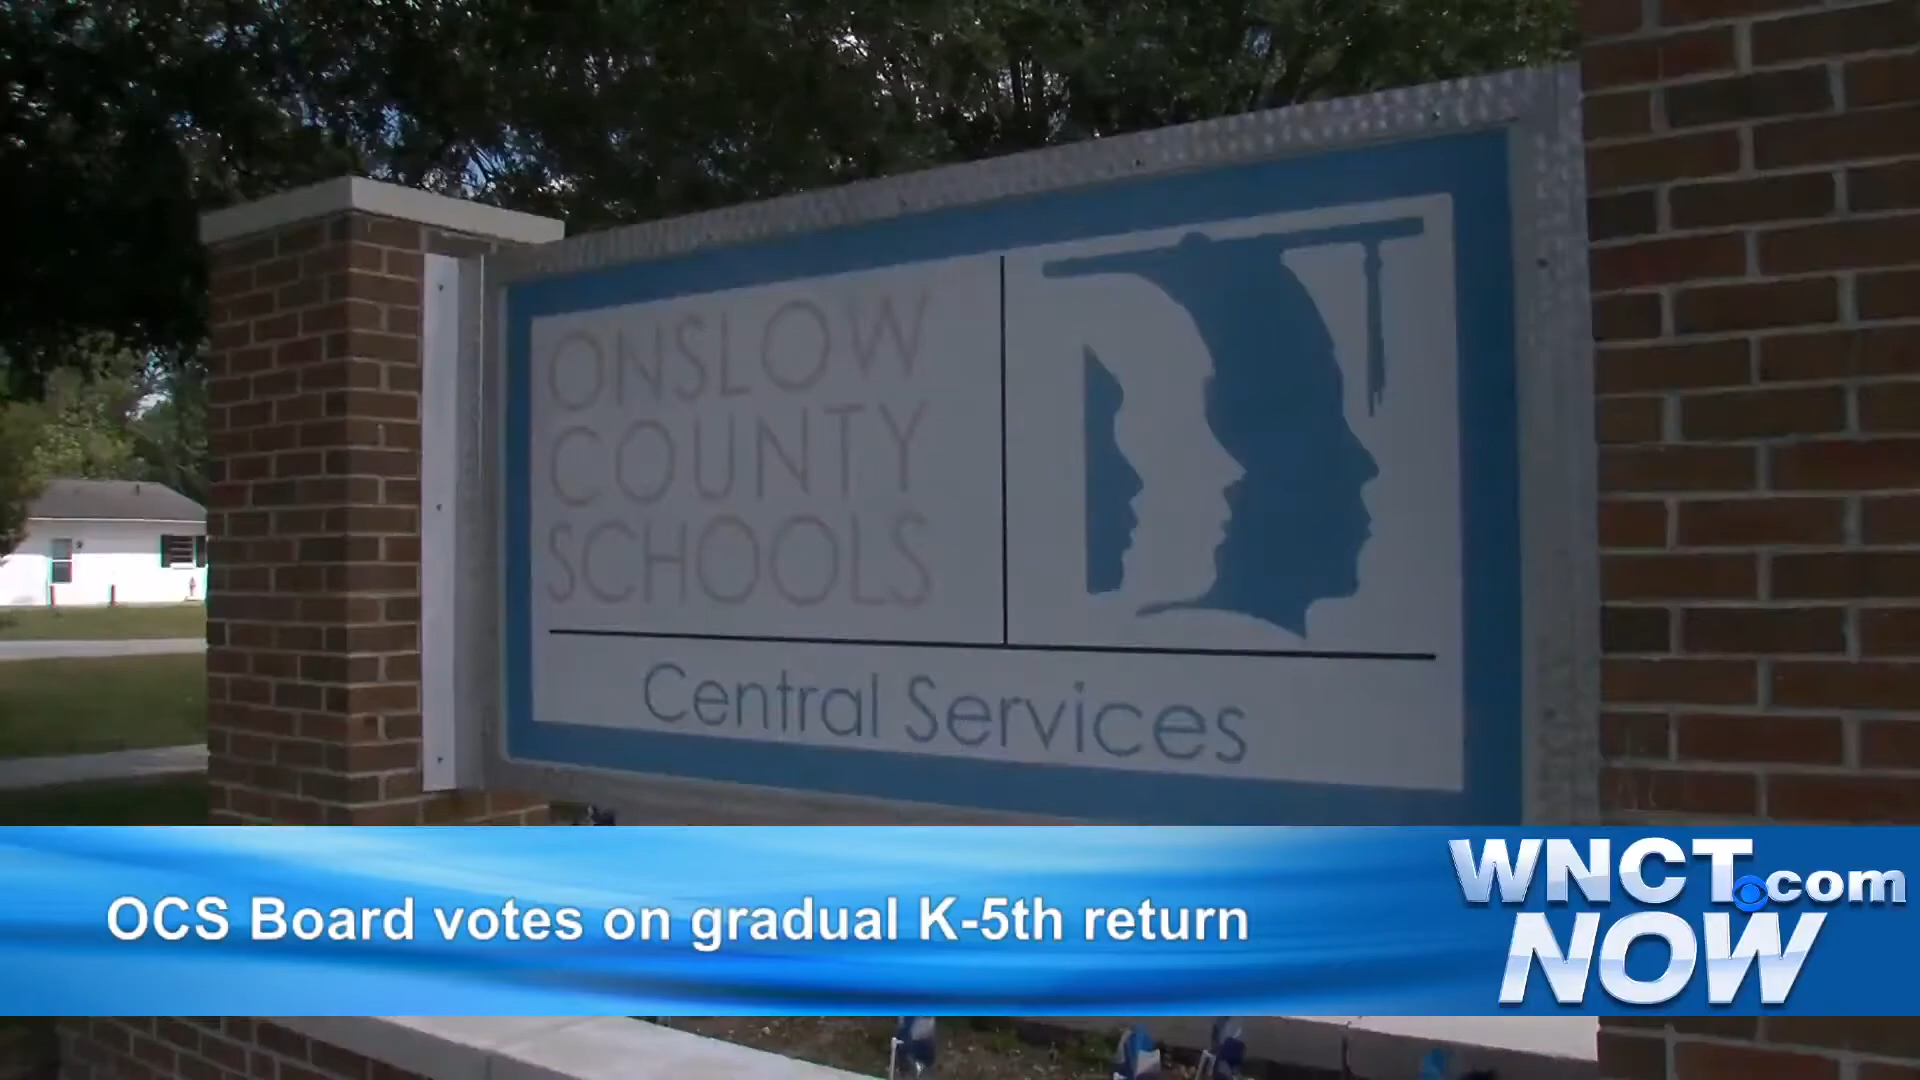 ONSLOW
COUNTY
SCHOOLS
Central Services
OCS Board votes on gradual K-5th return
WNCT.com
NOW